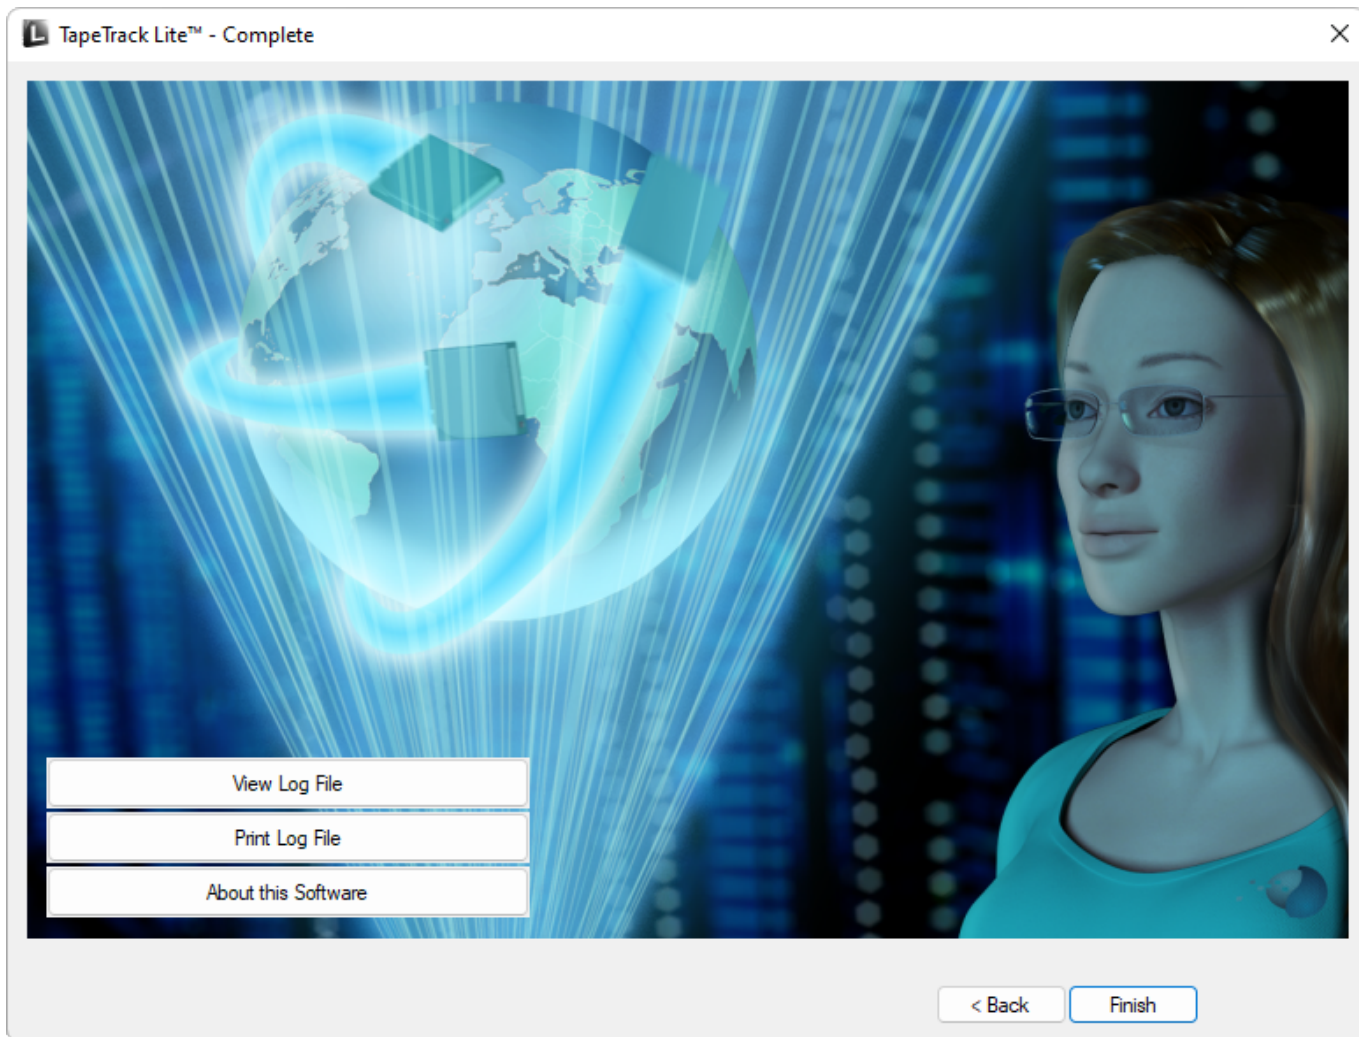 TapeTrack Lite™ - Complete
View Log File
Print Log File
About this Software
< Back
Finish